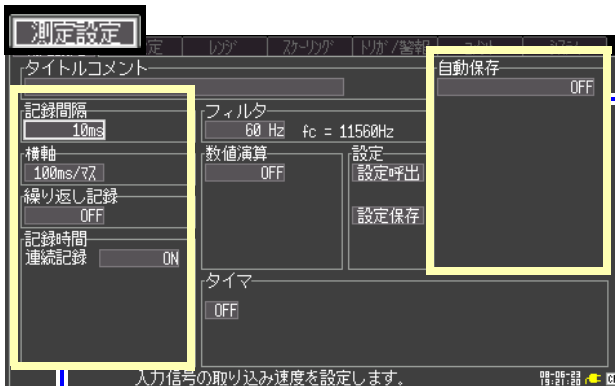 測定設定
定 レンジ スケーリング トリガ/警報
タイトルコメント
自動保存
OFF
記録間隔
10ms
フィルタ
60 Hz fc = 11560Hz
横軸
100ms/マス
数値演算
OFF
設定
設定呼出
設定保存
繰り返し記録
OFF
記録時間
連続記録 ON
タイマ
OFF
入力信号の取り込み速度を設定します。